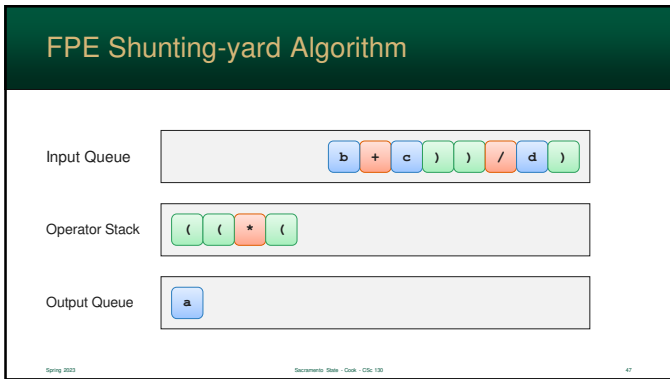 FPE Shunting-yard Algorithm
Input Queue b + c ) ) / d )
Operator Stack ( ( * (
Output Queue a
Spring 2023 Sacramento State - Cook - CSc 130 47